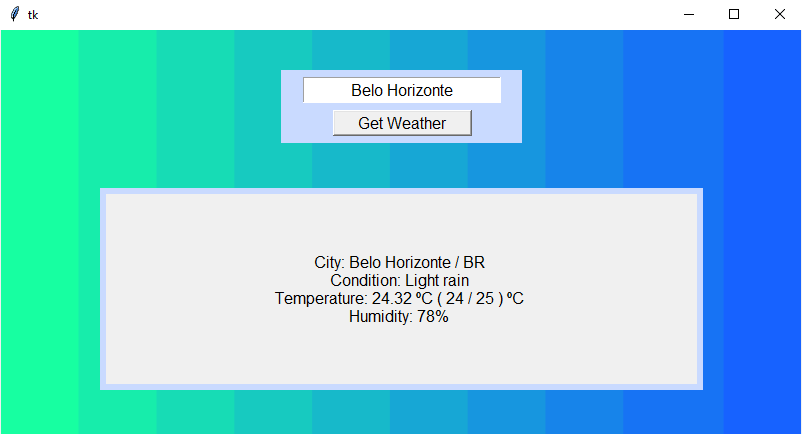 tk
Belo Horizonte
Get Weather
City: Belo Horizonte / BR
Condition: Light rain
Temperature: 24.32 ºC ( 24 / 25 ) ºC
Humidity: 78%